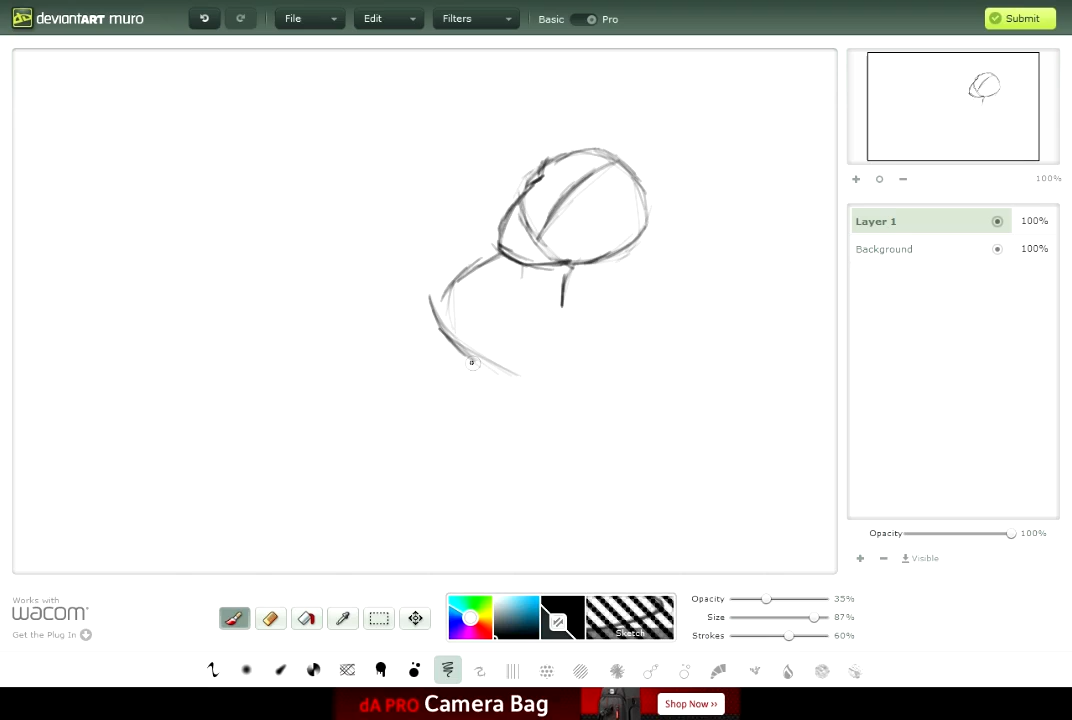 deviantART muro File Edit Filters Basic Pro Submit
100%
Layer 1 100%
Background 100%
Opacity 100%
Visible
Works with
wacom
Get the Plug In
Sketch
Opacity 35%
Size 87%
Strokes 60%
dA PRO Camera Bag Shop Now ››